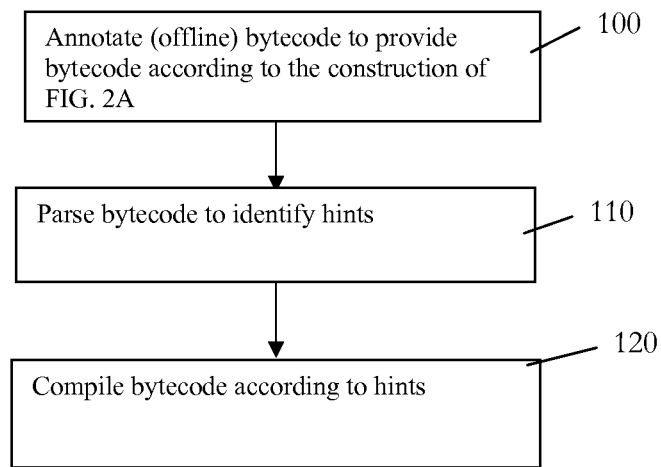 100
Annotate (offline) bytecode to provide
bytecode according to the construction of
FIG. 2A
110
Parse bytecode to identify hints
120
Compile bytecode according to hints